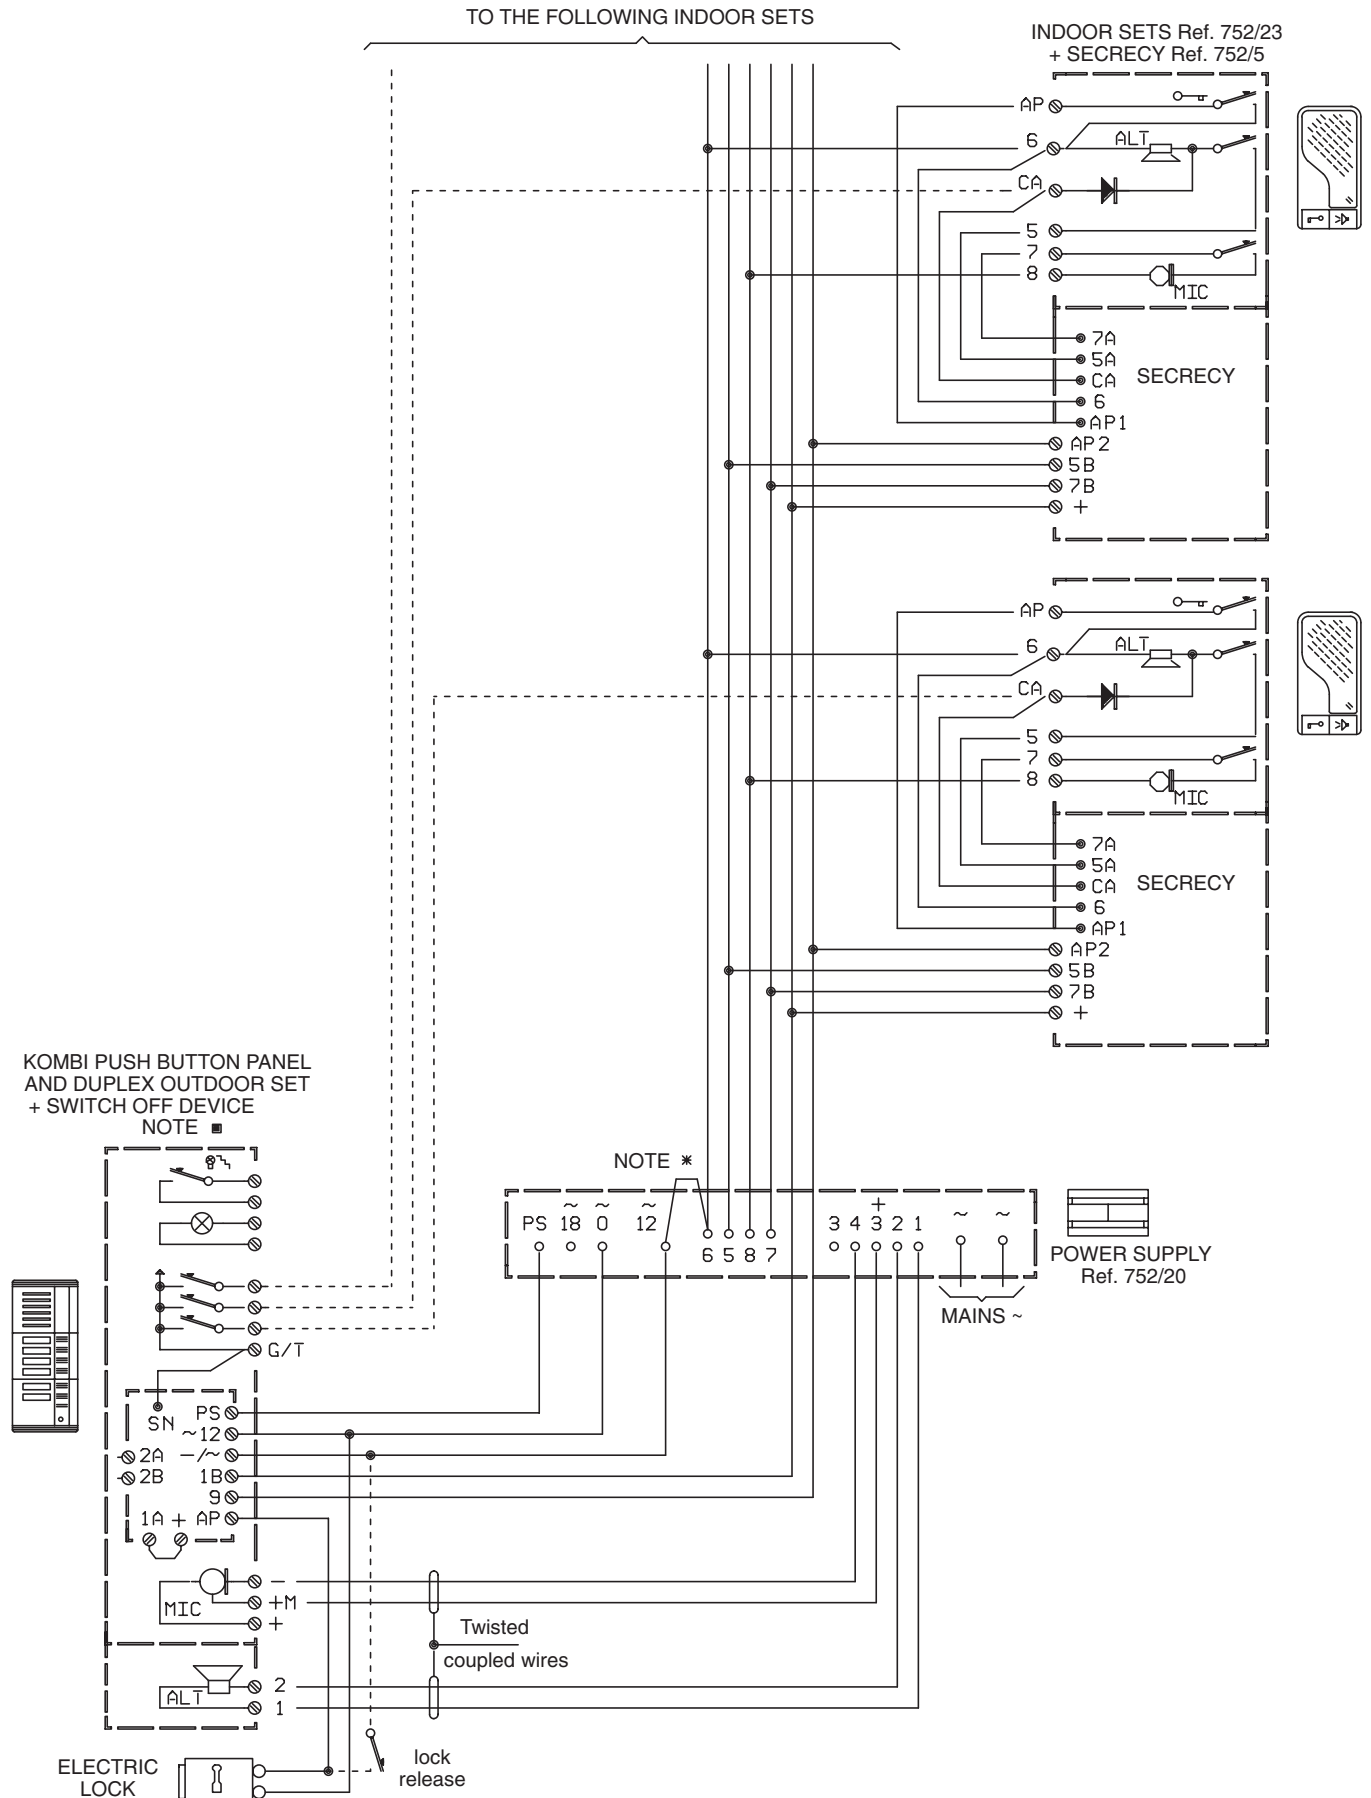 TO THE FOLLOWING INDOOR SETS
INDOOR SETS Ref. 752/23
+ SECRECY Ref. 752/5
AP
6
ALT
CA
5
7
8
MIC
7A
5A
CA
6
AP1
SECRECY
AP2
5B
7B
+
AP
6
ALT
CA
5
7
8
MIC
7A
5A
CA
6
AP1
SECRECY
AP2
5B
7B
+
KOMBI PUSH BUTTON PANEL
AND DUPLEX OUTDOOR SET
+ SWITCH OFF DEVICE
NOTE ■
NOTE *
~ ~ ~ + ~ ~
PS 18 0 12 3 4 3 2 1
6 5 8 7
POWER SUPPLY
Ref. 752/20
MAINS ~
G/T
SN
PS
~12
2A -/~
2B 1B
9
1A + AP
-
MIC +M
+
Twisted
coupled wires
ALT
2
1
ELECTRIC
LOCK
lock
release